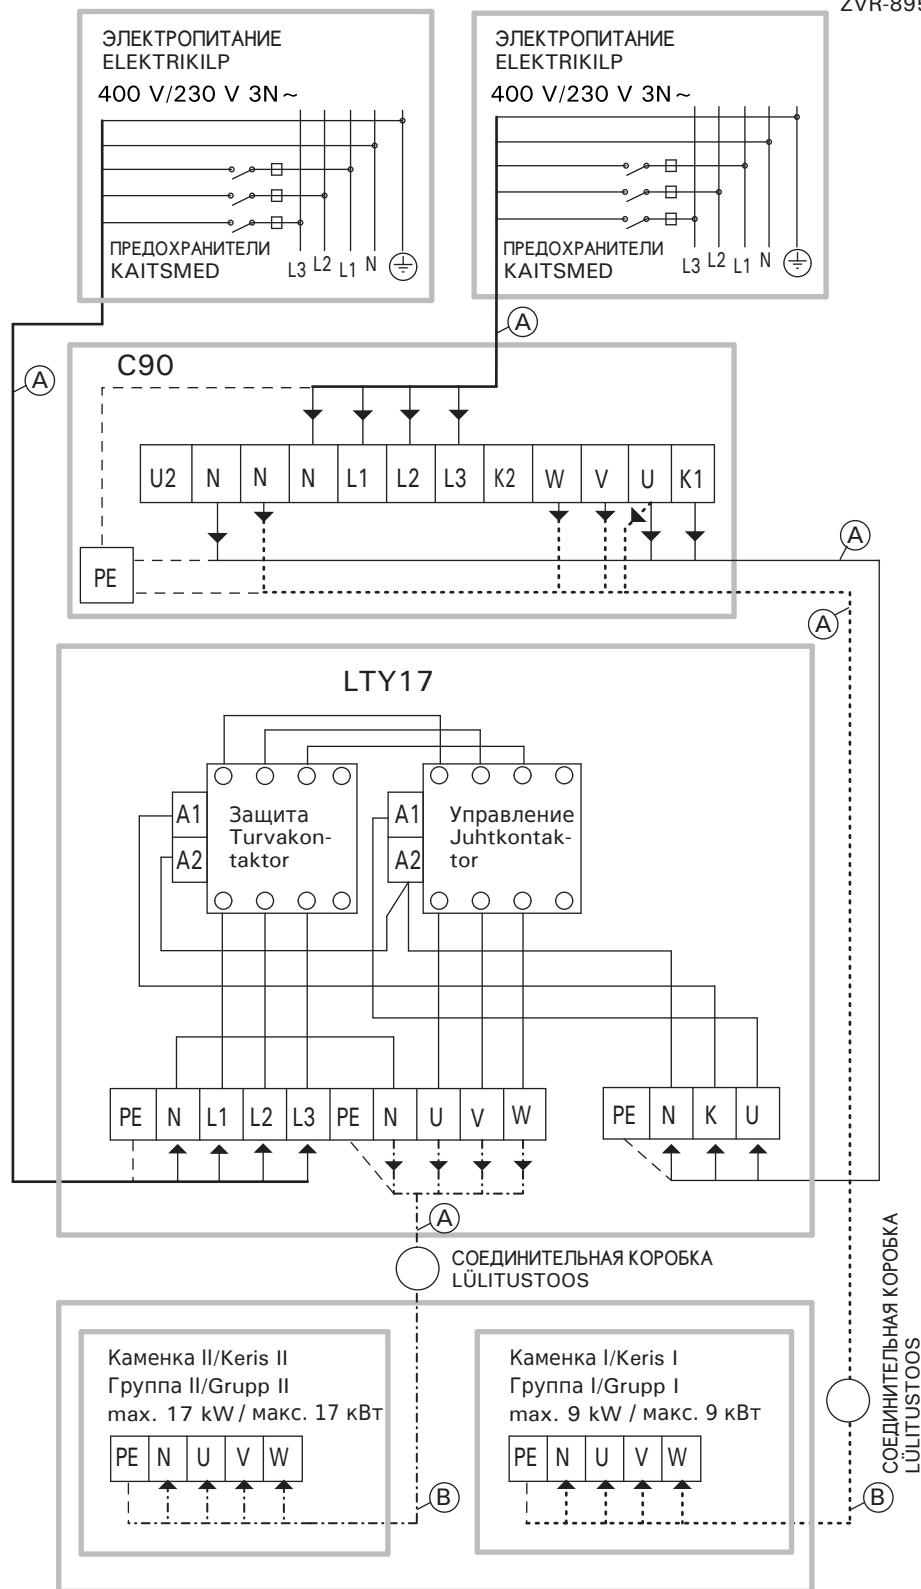 ZVR-895
ЭЛЕКТРОПИТАНИЕ
ELEKTRIKILP
400 V/230 V 3N~
ПРЕДОХРАНИТЕЛИ
KAITSMED
L3 L2 L1 N
ЭЛЕКТРОПИТАНИЕ
ELEKTRIKILP
400 V/230 V 3N~
ПРЕДОХРАНИТЕЛИ
KAITSMED
L3 L2 L1 N
A
A
C90
U2 N N N L1 L2 L3 K2 W V U K1
PE
A
A
LTY17
A1
A2
Защита
Turvakon-
taktor
A1
A2
Управление
Juhtkontak-
tor
PE N L1 L2 L3 PE N U V W
PE N K U
A
СОЕДИНИТЕЛЬНАЯ КОРОБКА
LÜLITUSTOOS
СОЕДИНИТЕЛЬНАЯ КОРОБКА
LÜLITUSTOOS
Каменка II/Keris II
Группа II/Grupp II
max. 17 kW / макс. 17 кВт
PE N U V W
B
Каменка I/Keris I
Группа I/Grupp I
max. 9 kW / макс. 9 кВт
PE N U V W
B